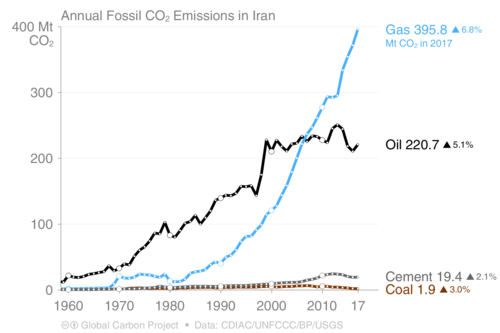 Annual Fossil CO₂ Emissions in Iran
400 Mt
CO₂
300
200
100
0
1960 1970 1980 1990 2000 2010 17
Gas 395.8 ▲6.8%
Mt CO₂ in 2017
Oil 220.7 ▲5.1%
Cement 19.4 ▲2.1%
Coal 1.9 ▲3.0%
Global Carbon Project • Data: CDIAC/UNFCCC/BP/USGS